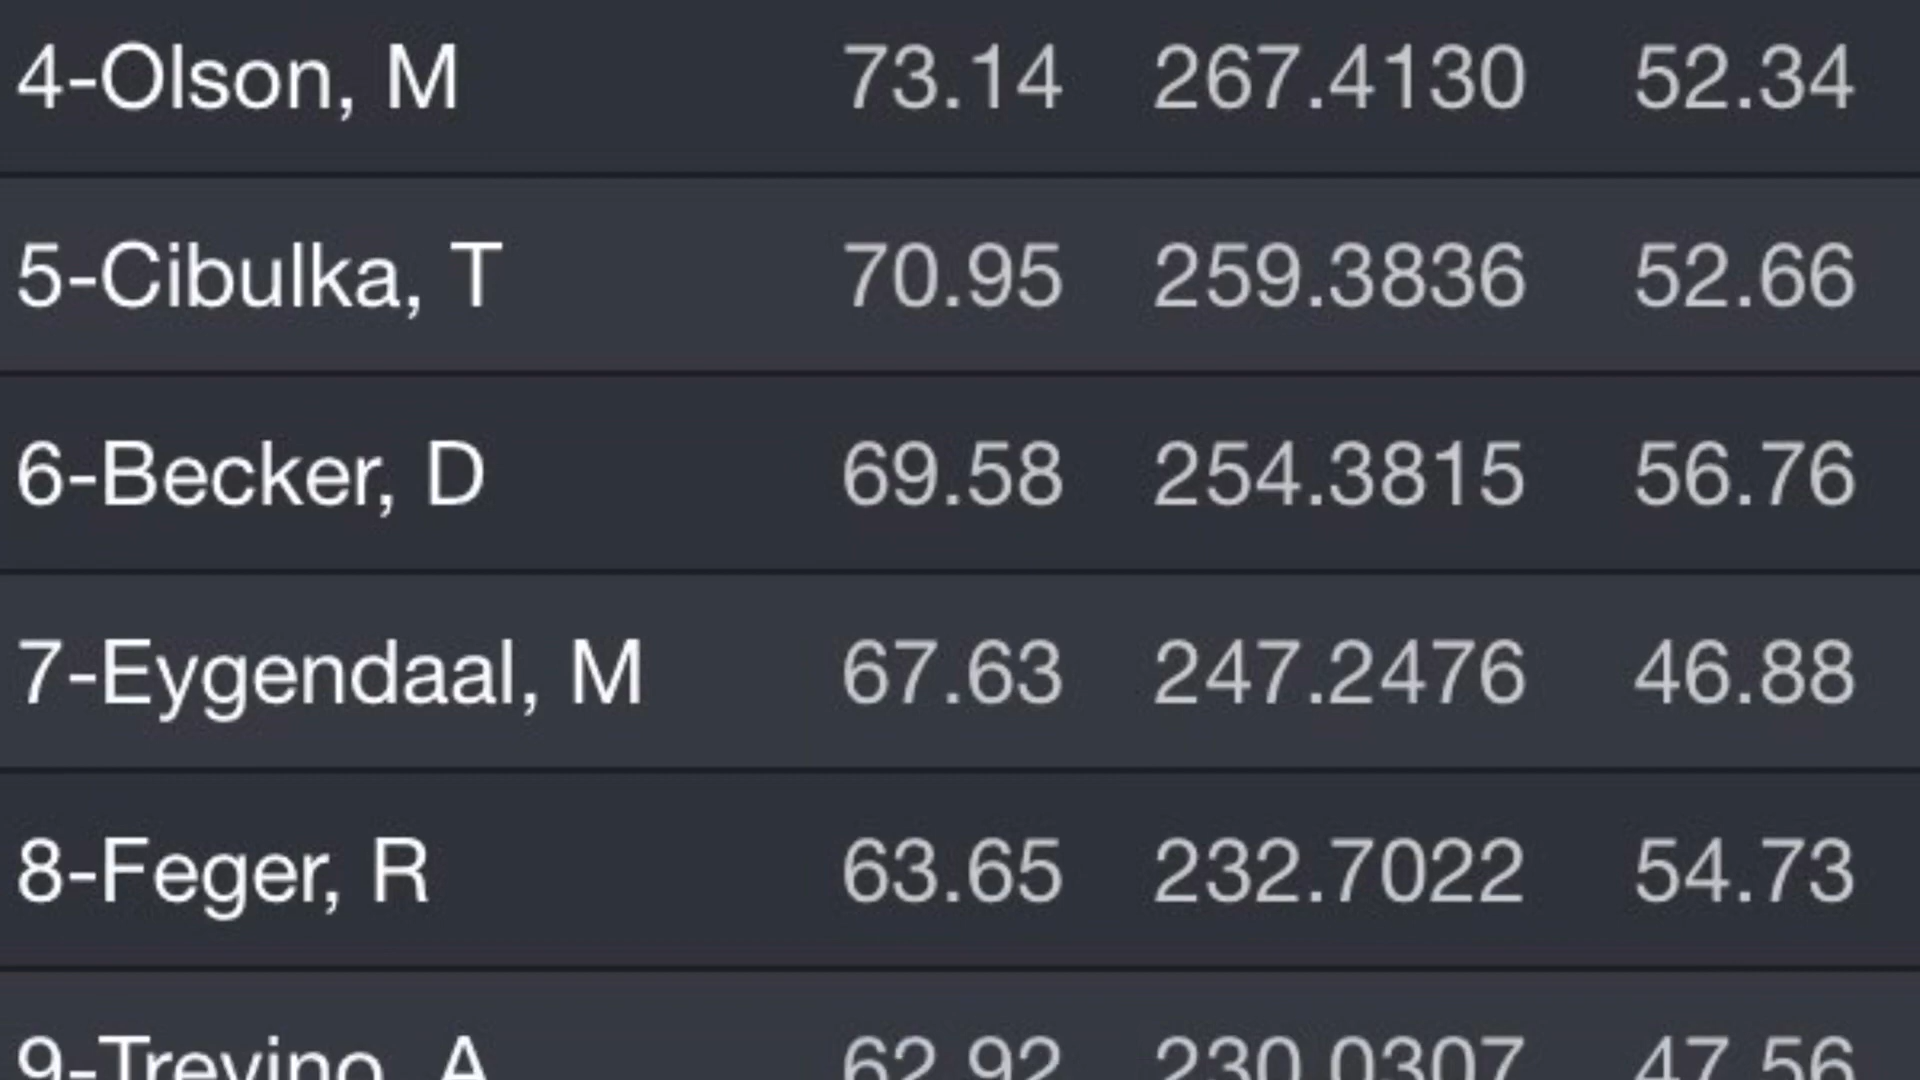 4-Olson, M 73.14 267.4130 52.34
5-Cibulka, T 70.95 259.3836 52.66
6-Becker, D 69.58 254.3815 56.76
7-Eygendaal, M 67.63 247.2476 46.88
8-Feger, R 63.65 232.7022 54.73
9-Trevino, A 62.92 230.0307 47.56